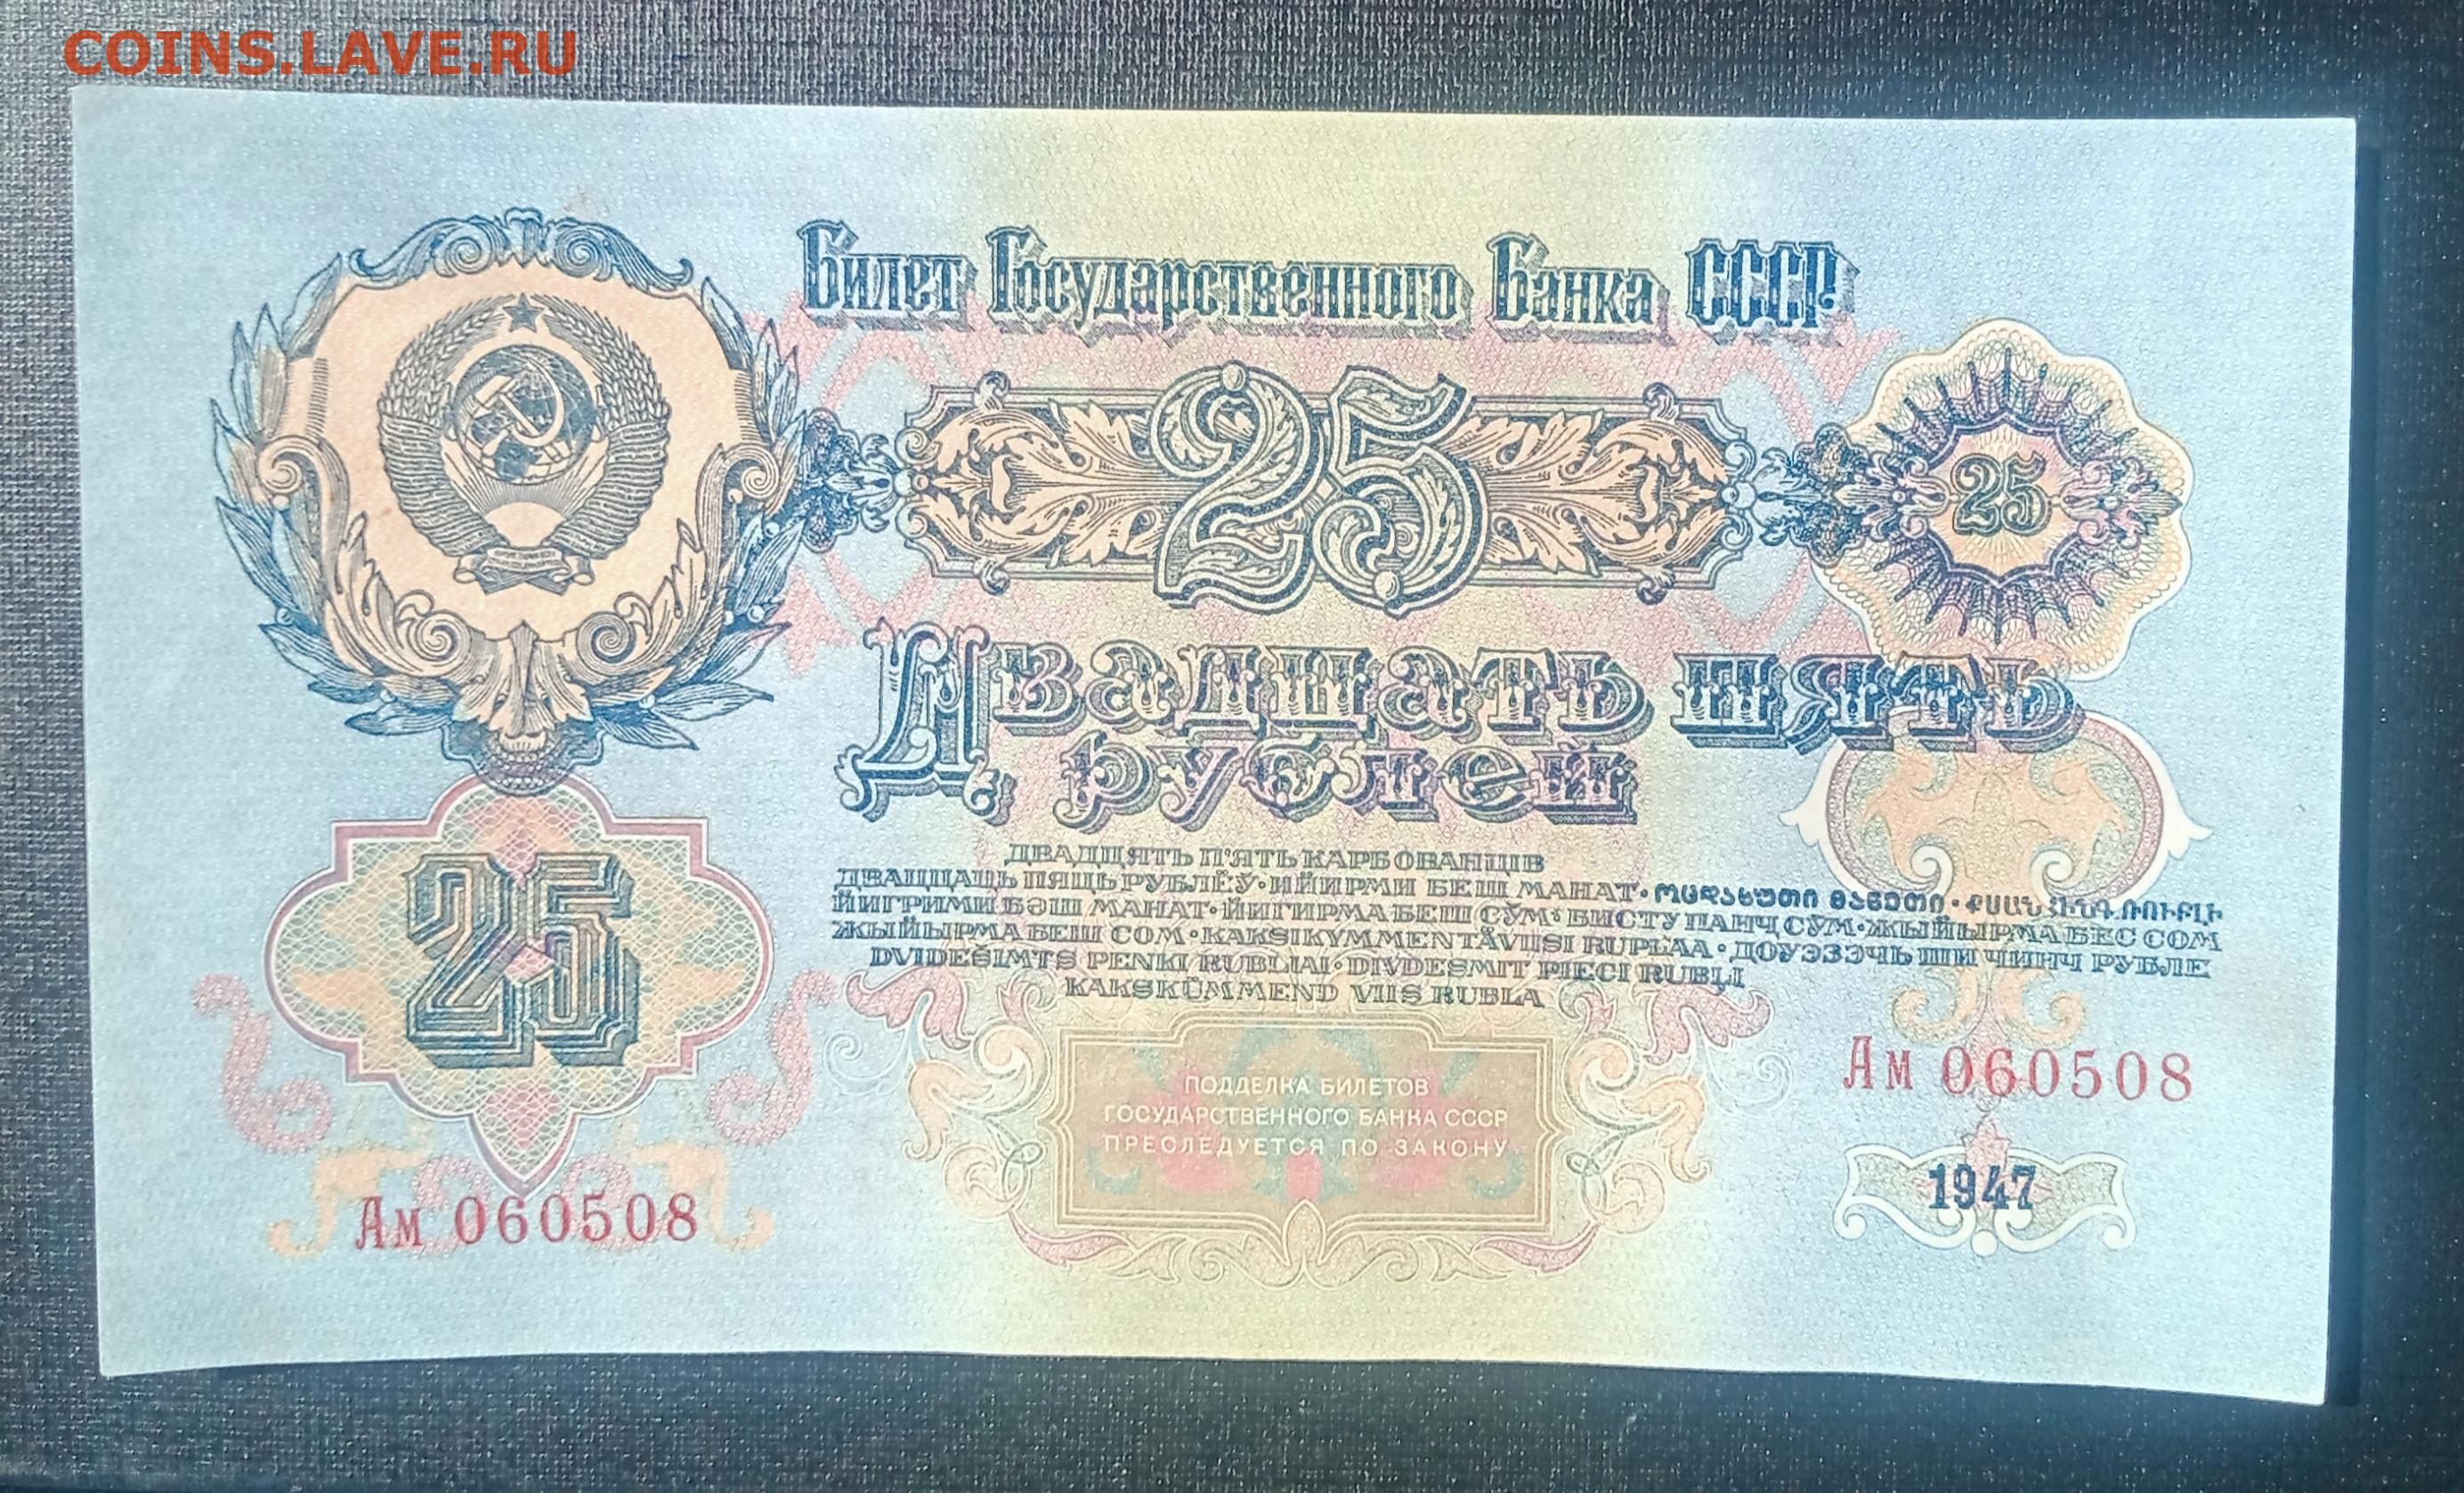 COINS.LAVE.RU
Билет Государственного Банка СССР
25
25
Двадцать пять
рублей
25
ДВАДЦЯТЬ П'ЯТЬ КАРБОВАНЦІВ
ДВАЦЦАЦЬ ПЯЦЬ РУБЛЁЎ·ИЙИРМИ БЕШ МАНАТ·ოცდახუთი მანეთი·ՔՍԱՆՀԻՆԳ ՌՈՒԲԼԻ
ЙИГРИМИ БӘШ МАНАТ·ЙИГИРМА БЕШ СЎМ·БИСТУ ПАНҶ СӮМ·ЖЫЙЫРМА БЕС СОМ
ЖЫЙЫРМА БЕШ СОМ·KAKSIKYMMENTÄVIISI RUPLAA·ДОУЭЗЭЧЬ ШИ ЧИНЧ РУБЛЕ
DVIDEŠIMTS PENKI RUBLIAI·DIVDESMIT PIECI RUBĻI
KAKSKÜMMEND VIIS RUBLA
ПОДДЕЛКА БИЛЕТОВ
ГОСУДАРСТВЕННОГО БАНКА СССР
ПРЕСЛЕДУЕТСЯ ПО ЗАКОНУ
Ам 060508
1947
Ам 060508